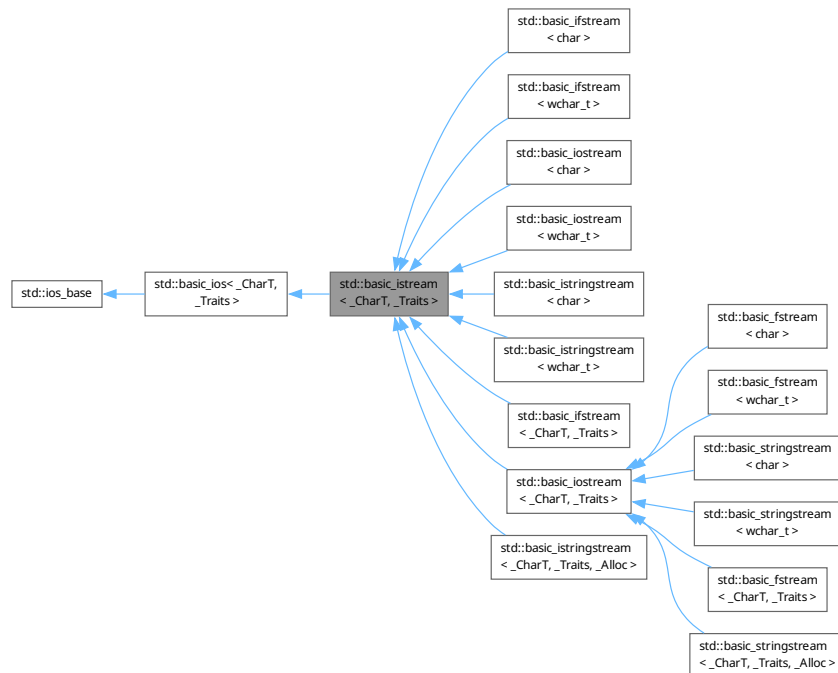 std::ios_base
std::basic_ios< _CharT,
_Traits >
std::basic_istream
< _CharT, _Traits >
std::basic_ifstream
< char >
std::basic_ifstream
< wchar_t >
std::basic_iostream
< char >
std::basic_iostream
< wchar_t >
std::basic_istringstream
< char >
std::basic_istringstream
< wchar_t >
std::basic_ifstream
< _CharT, _Traits >
std::basic_iostream
< _CharT, _Traits >
std::basic_istringstream
< _CharT, _Traits, _Alloc >
std::basic_fstream
< char >
std::basic_fstream
< wchar_t >
std::basic_stringstream
< char >
std::basic_stringstream
< wchar_t >
std::basic_fstream
< _CharT, _Traits >
std::basic_stringstream
< _CharT, _Traits, _Alloc >